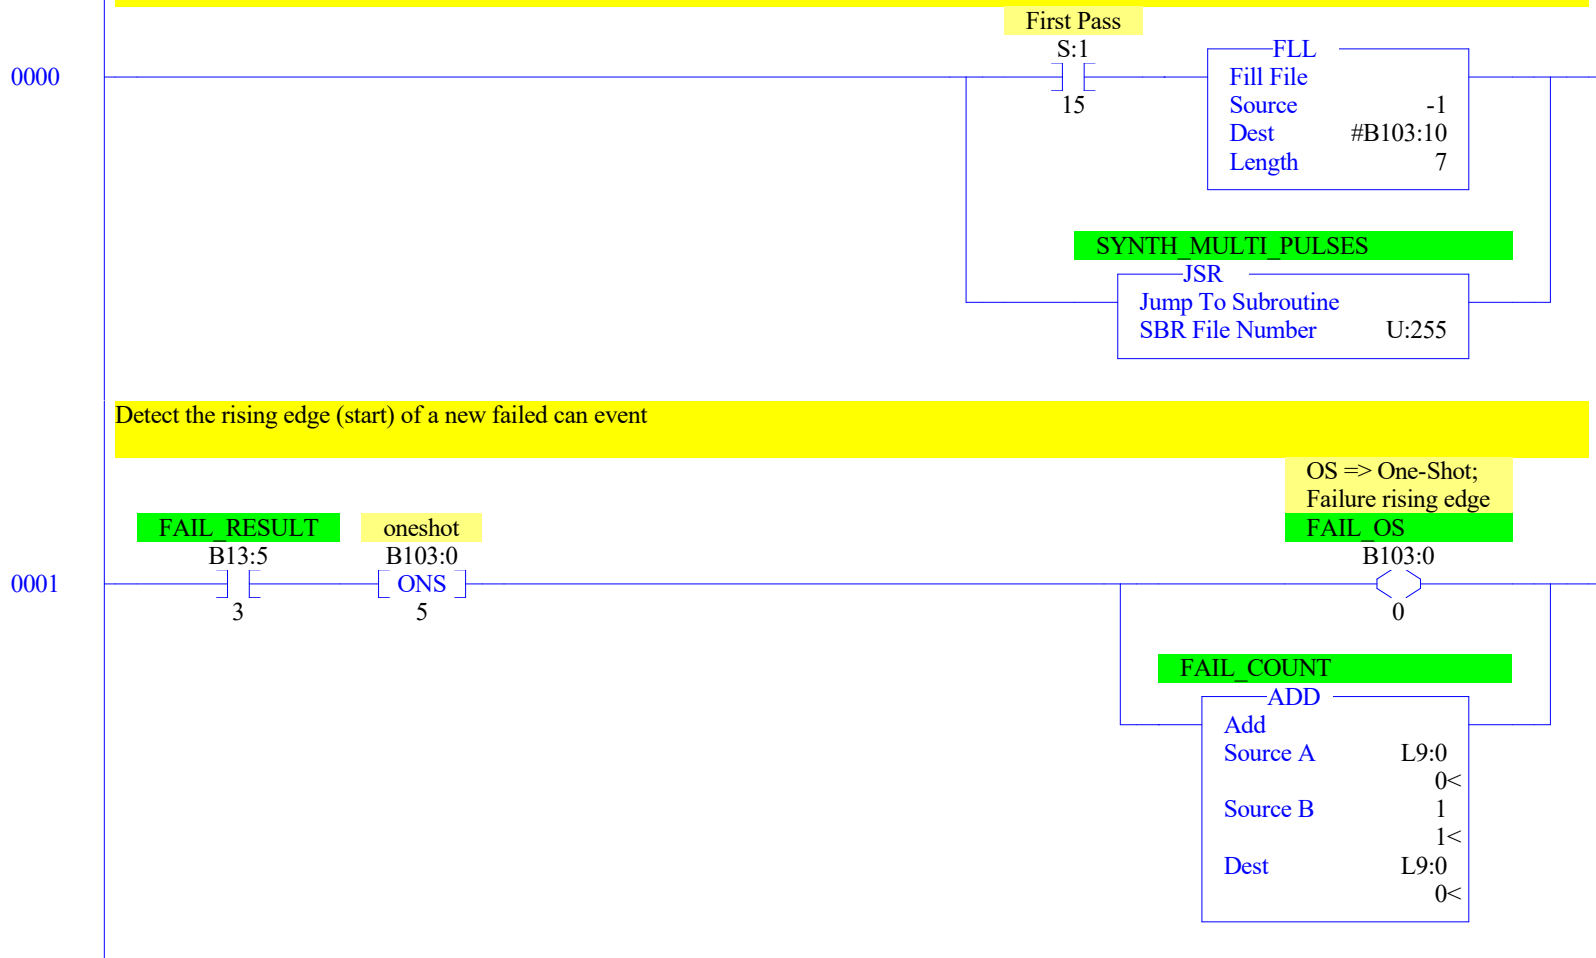 First Pass
S:1
0000
15
FLL
Fill File
Source -1
Dest #B103:10
Length 7
SYNTH_MULTI_PULSES
JSR
Jump To Subroutine
SBR File Number U:255
Detect the rising edge (start) of a new failed can event
OS => One-Shot;
Failure rising edge
FAIL_RESULT oneshot FAIL_OS
B13:5 B103:0 B103:0
0001 ONS
3 5 0
FAIL_COUNT
ADD
Add
Source A L9:0
0<
Source B 1
1<
Dest L9:0
0<